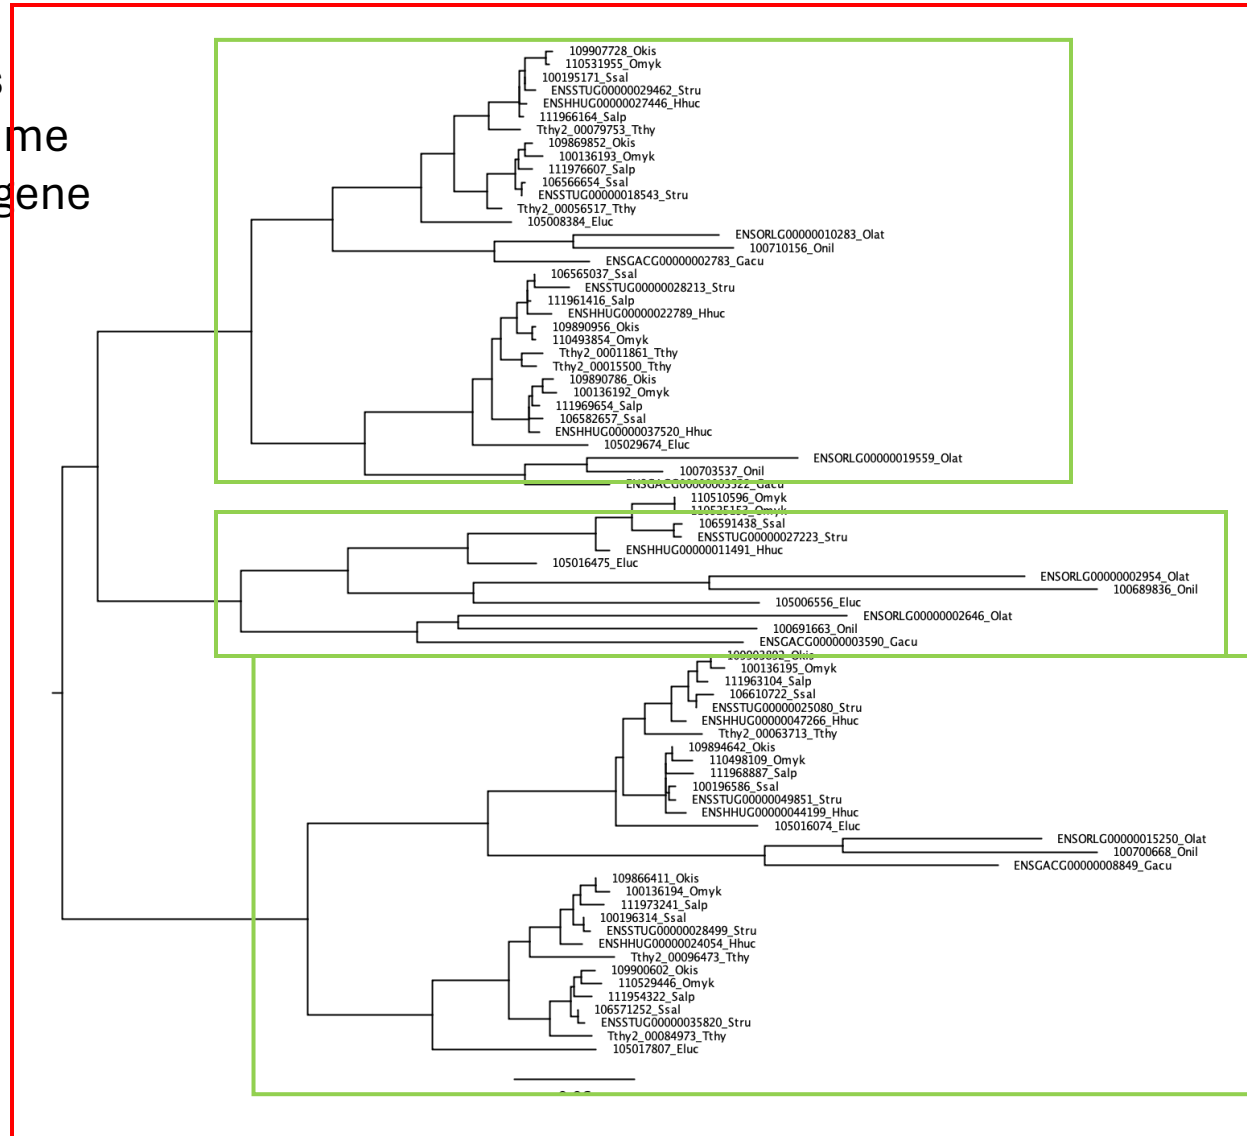 me
gene
109907728_Okis
110531955_Omyk
100195171_Ssal
ENSSTUG00000029462_Stru
ENSHHUG00000027446_Hhuc
111966164_Salp
Tthy2_00079753_Tthy
109869852_Okis
100136193_Omyk
111976607_Salp
106566654_Ssal
ENSSTUG00000018543_Stru
Tthy2_00056517_Tthy
105008384_Eluc
ENSORLG00000010283_Olat
100710156_Onil
ENSGACG00000002783_Gacu
106565037_Ssal
ENSSTUG00000028213_Stru
111961416_Salp
ENSHHUG00000022789_Hhuc
109890956_Okis
110493854_Omyk
Tthy2_00011861_Tthy
Tthy2_00015500_Tthy
109890786_Okis
100136192_Omyk
111969654_Salp
106582657_Ssal
ENSHHUG00000037520_Hhuc
105029674_Eluc
ENSORLG00000019559_Olat
100703537_Onil
110510596_Omyk
106591438_Ssal
ENSSTUG00000027223_Stru
ENSHHUG00000011491_Hhuc
105016475_Eluc
ENSORLG00000002954_Olat
100689836_Onil
105006556_Eluc
ENSORLG00000002646_Olat
100691663_Onil
ENSGACG00000003590_Gacu
100136195_Omyk
111963104_Salp
106610722_Ssal
ENSSTUG00000025080_Stru
ENSHHUG00000047266_Hhuc
Tthy2_00063713_Tthy
109894642_Okis
110498109_Omyk
111968887_Salp
100196586_Ssal
ENSSTUG00000049851_Stru
ENSHHUG00000044199_Hhuc
105016074_Eluc
ENSORLG00000015250_Olat
100700668_Onil
ENSGACG00000008849_Gacu
109866411_Okis
100136194_Omyk
111973241_Salp
100196314_Ssal
ENSSTUG00000028499_Stru
ENSHHUG00000024054_Hhuc
Tthy2_00096473_Tthy
109900602_Okis
110529446_Omyk
111954322_Salp
106571252_Ssal
ENSSTUG00000035820_Stru
Tthy2_00084973_Tthy
105017807_Eluc